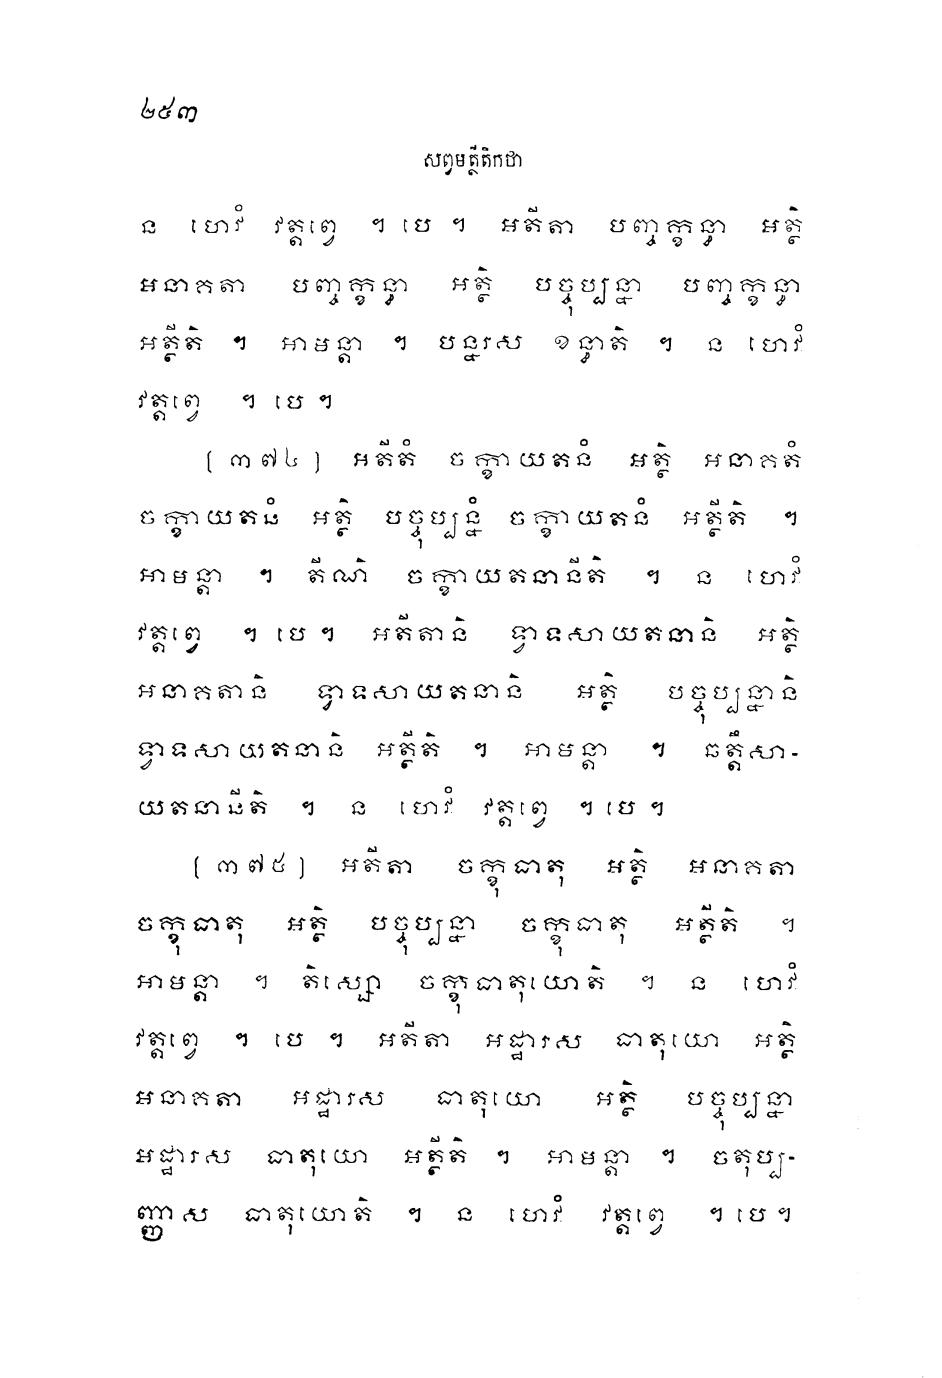 ២៥៣
សព្វមត្ថីតិកថា
ន ហេវំ វត្តព្វេ ។ បេ ។ អតីតា បញ្ចក្ខន្ធា អត្ថិ
អនាគតា បញ្ចក្ខន្ធា អត្ថិ បច្ចុប្បន្នា បញ្ចក្ខន្ធា
អត្ថីតិ ។ អាមន្តា ។ បន្នរស ខន្ធាតិ ។ ន ហេវំ
វត្តព្វេ ។ បេ ។
[៣៧៤] អតីតំ ចក្ខាយតនំ អត្ថិ អនាគតំ
ចក្ខាយតនំ អត្ថិ បច្ចុប្បន្នំ ចក្ខាយតនំ អត្ថីតិ ។
អាមន្តា ។ តីណិ ចក្ខាយតនានីតិ ។ ន ហេវំ
វត្តព្វេ ។ បេ ។ អតីតានិ ទ្វាទសាយតនានិ អត្ថិ
អនាគតានិ ទ្វាទសាយតនានិ អត្ថិ បច្ចុប្បន្នានិ
ទ្វាទសាយតនានិ អត្ថីតិ ។ អាមន្តា ។ ឆត្តឹសា-
យតនានីតិ ។ ន ហេវំ វត្តព្វេ ។ បេ ។
[៣៧៥] អតីតា ចក្ខុធាតុ អត្ថិ អនាគតា
ចក្ខុធាតុ អត្ថិ បច្ចុប្បន្នា ចក្ខុធាតុ អត្ថីតិ ។
អាមន្តា ។ តិស្សោ ចក្ខុធាតុយោតិ ។ ន ហេវំ
វត្តព្វេ ។ បេ ។ អតីតា អដ្ឋារស ធាតុយោ អត្ថិ
អនាគតា អដ្ឋារស ធាតុយោ អត្ថិ បច្ចុប្បន្នា
អដ្ឋារស ធាតុយោ អត្ថីតិ ។ អាមន្តា ។ ចតុប្ប-
ញ្ញាស ធាតុយោតិ ។ ន ហេវំ វត្តព្វេ ។ បេ ។